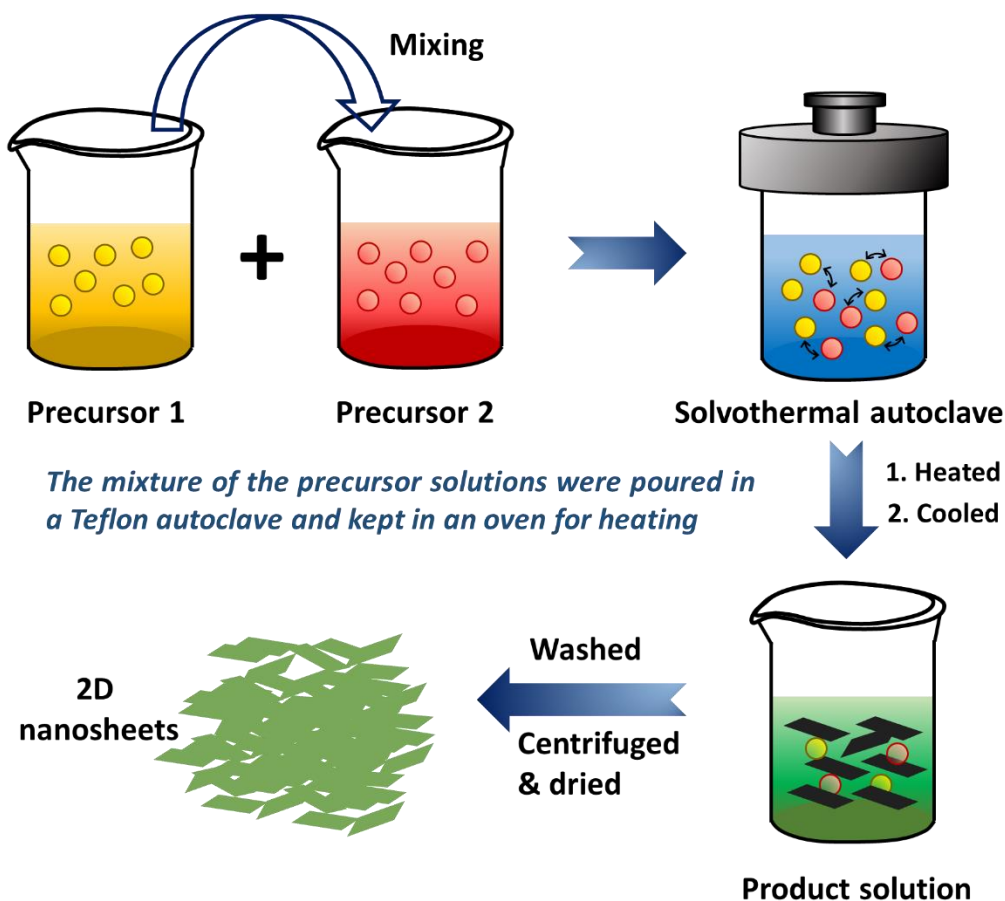 Mixing
+
Precursor 1
Precursor 2
Solvothermal autoclave
The mixture of the precursor solutions were poured in
a Teflon autoclave and kept in an oven for heating
1. Heated
2. Cooled
Washed
Centrifuged
& dried
2D
nanosheets
Product solution